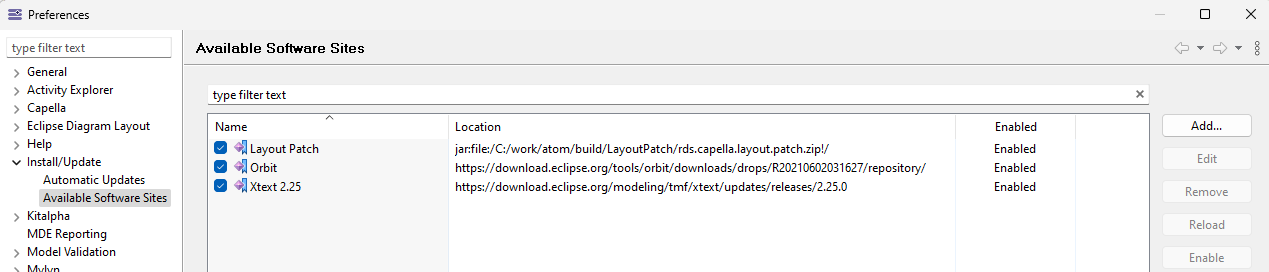 Preferences
type filter text
General
Activity Explorer
Capella
Eclipse Diagram Layout
Help
Install/Update
Automatic Updates
Available Software Sites
Kitalpha
MDE Reporting
Model Validation
Mylyn
Available Software Sites
type filter text
Name Location Enabled
Layout Patch jar:file:/C:/work/atom/build/LayoutPatch/rds.capella.layout.patch.zip!/ Enabled
Orbit https://download.eclipse.org/tools/orbit/downloads/drops/R20210602031627/repository/ Enabled
Xtext 2.25 https://download.eclipse.org/modeling/tmf/xtext/updates/releases/2.25.0 Enabled
Add...
Edit
Remove
Reload
Enable